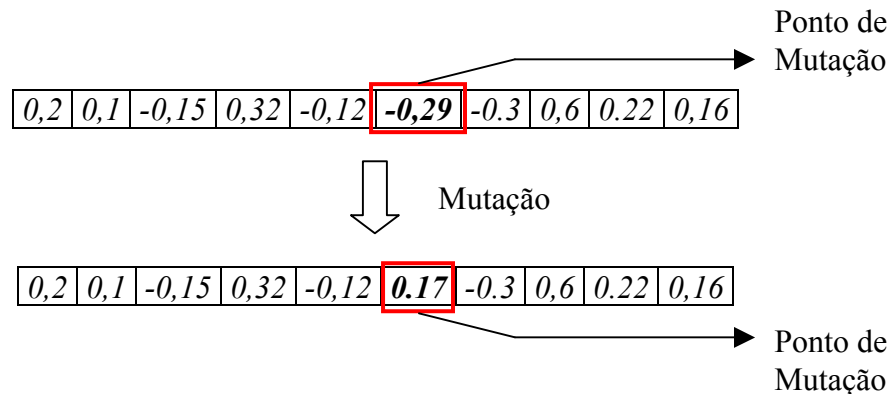 Ponto de
Mutação
0,2 0,1 -0,15 0,32 -0,12 -0,29 -0.3 0,6 0.22 0,16
Mutação
0,2 0,1 -0,15 0,32 -0,12 0.17 -0.3 0,6 0.22 0,16
Ponto de
Mutação